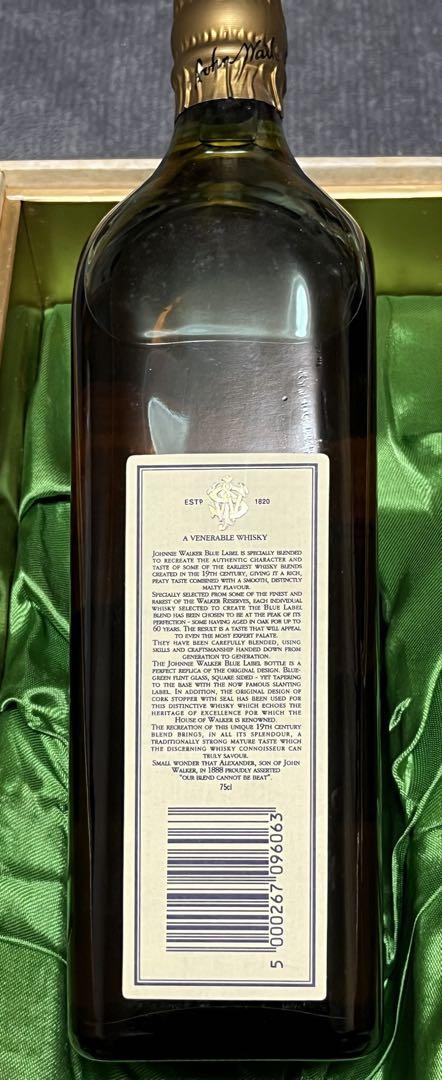 John Walker
ESTD 1820
A VENERABLE WHISKY
JOHNNIE WALKER BLUE LABEL IS SPECIALLY BLENDED
TO RECREATE THE AUTHENTIC CHARACTER AND
TASTE OF SOME OF THE EARLIEST WHISKY BLENDS
CREATED IN THE 19TH CENTURY, GIVING IT A RICH,
PEATY TASTE COMBINED WITH A SMOOTH, DISTINCTLY
MALTY FLAVOUR.
SPECIALLY SELECTED FROM SOME OF THE FINEST AND
RAREST OF THE WALKER RESERVES, EACH INDIVIDUAL
WHISKY SELECTED TO CREATE THE BLUE LABEL
BLEND HAS BEEN CHOSEN TO BE AT THE PEAK OF ITS
PERFECTION - SOME HAVING AGED IN OAK FOR UP TO
60 YEARS. THE RESULT IS A TASTE THAT WILL APPEAL
TO EVEN THE MOST EXPERT PALATE.
THEY HAVE BEEN CAREFULLY BLENDED, USING
SKILLS AND CRAFTSMANSHIP HANDED DOWN FROM
GENERATION TO GENERATION.
THE JOHNNIE WALKER BLUE LABEL BOTTLE IS A
PERFECT REPLICA OF THE ORIGINAL DESIGN. BLUE-
GREEN FLINT GLASS, SQUARE SIDED - YET TAPERING
TO THE BASE WITH THE NOW FAMOUS SLANTING
LABEL. IN ADDITION, THE ORIGINAL DESIGN OF
CORK STOPPER WITH SEAL HAS BEEN USED FOR
THIS DISTINCTIVE WHISKY WHICH ECHOES THE
HERITAGE OF EXCELLENCE FOR WHICH THE
HOUSE OF WALKER IS RENOWNED.
THE RECREATION OF THIS UNIQUE 19TH CENTURY
BLEND BRINGS, IN ALL ITS SPLENDOUR, A
TRADITIONALLY STRONG MATURE TASTE WHICH
THE DISCERNING WHISKY CONNOISSEUR CAN
TRULY SAVOUR.
SMALL WONDER THAT ALEXANDER, SON OF JOHN
WALKER, IN 1888 PROUDLY ASSERTED
"OUR BLEND CANNOT BE BEAT".
75cl
5 000267 096063